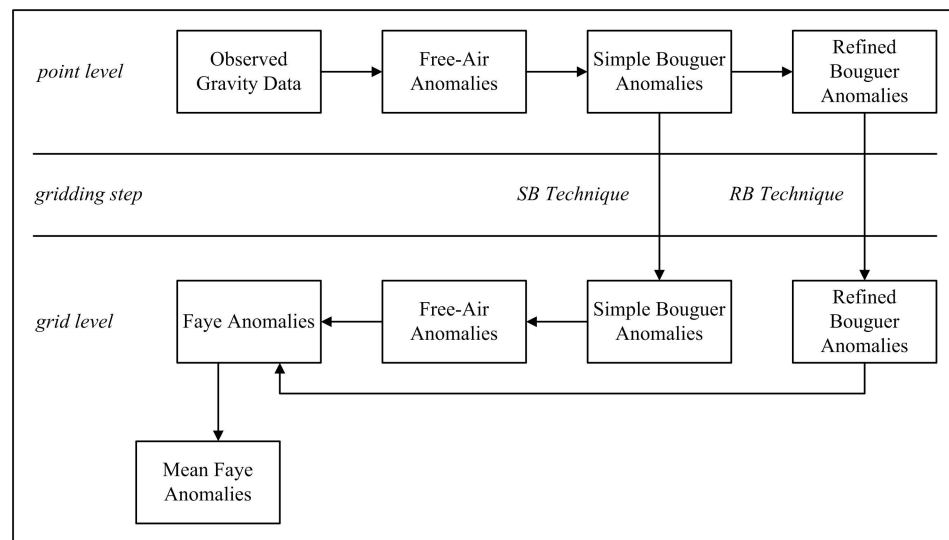 point level
Observed
Gravity Data
Free-Air
Anomalies
Simple Bouguer
Anomalies
Refined
Bouguer
Anomalies
gridding step
SB Technique
RB Technique
grid level
Faye Anomalies
Free-Air
Anomalies
Simple Bouguer
Anomalies
Refined
Bouguer
Anomalies
Mean Faye
Anomalies